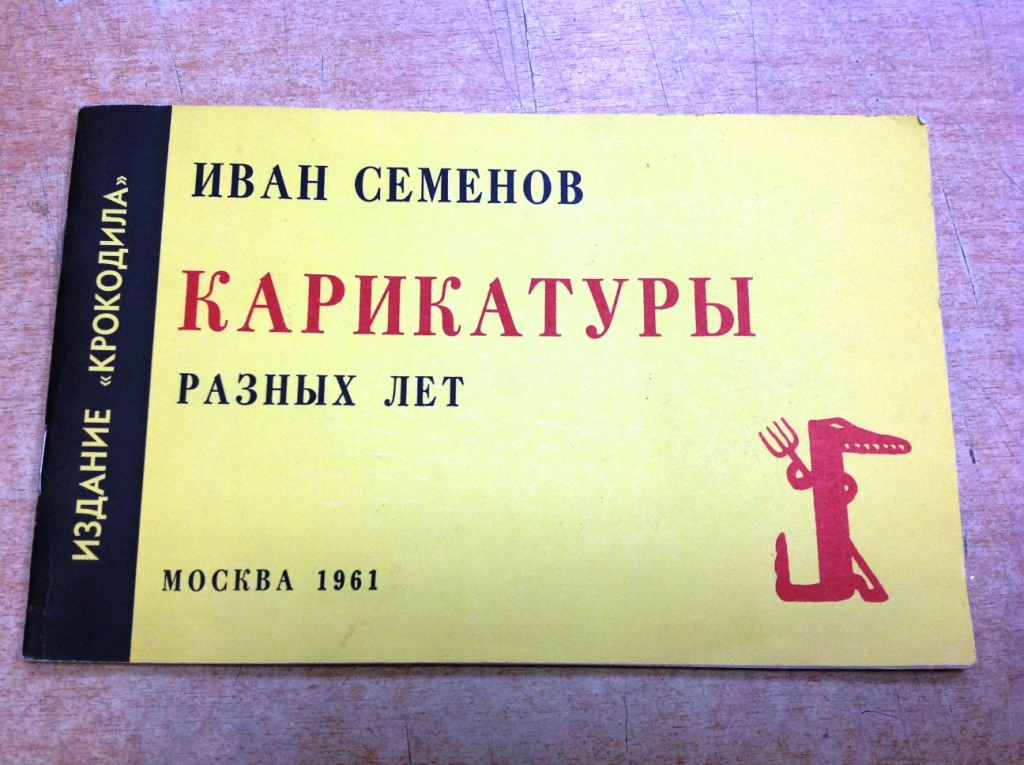 ИЗДАНИЕ «КРОКОДИЛА»
ИВАН СЕМЕНОВ
КАРИКАТУРЫ
РАЗНЫХ ЛЕТ
МОСКВА 1961